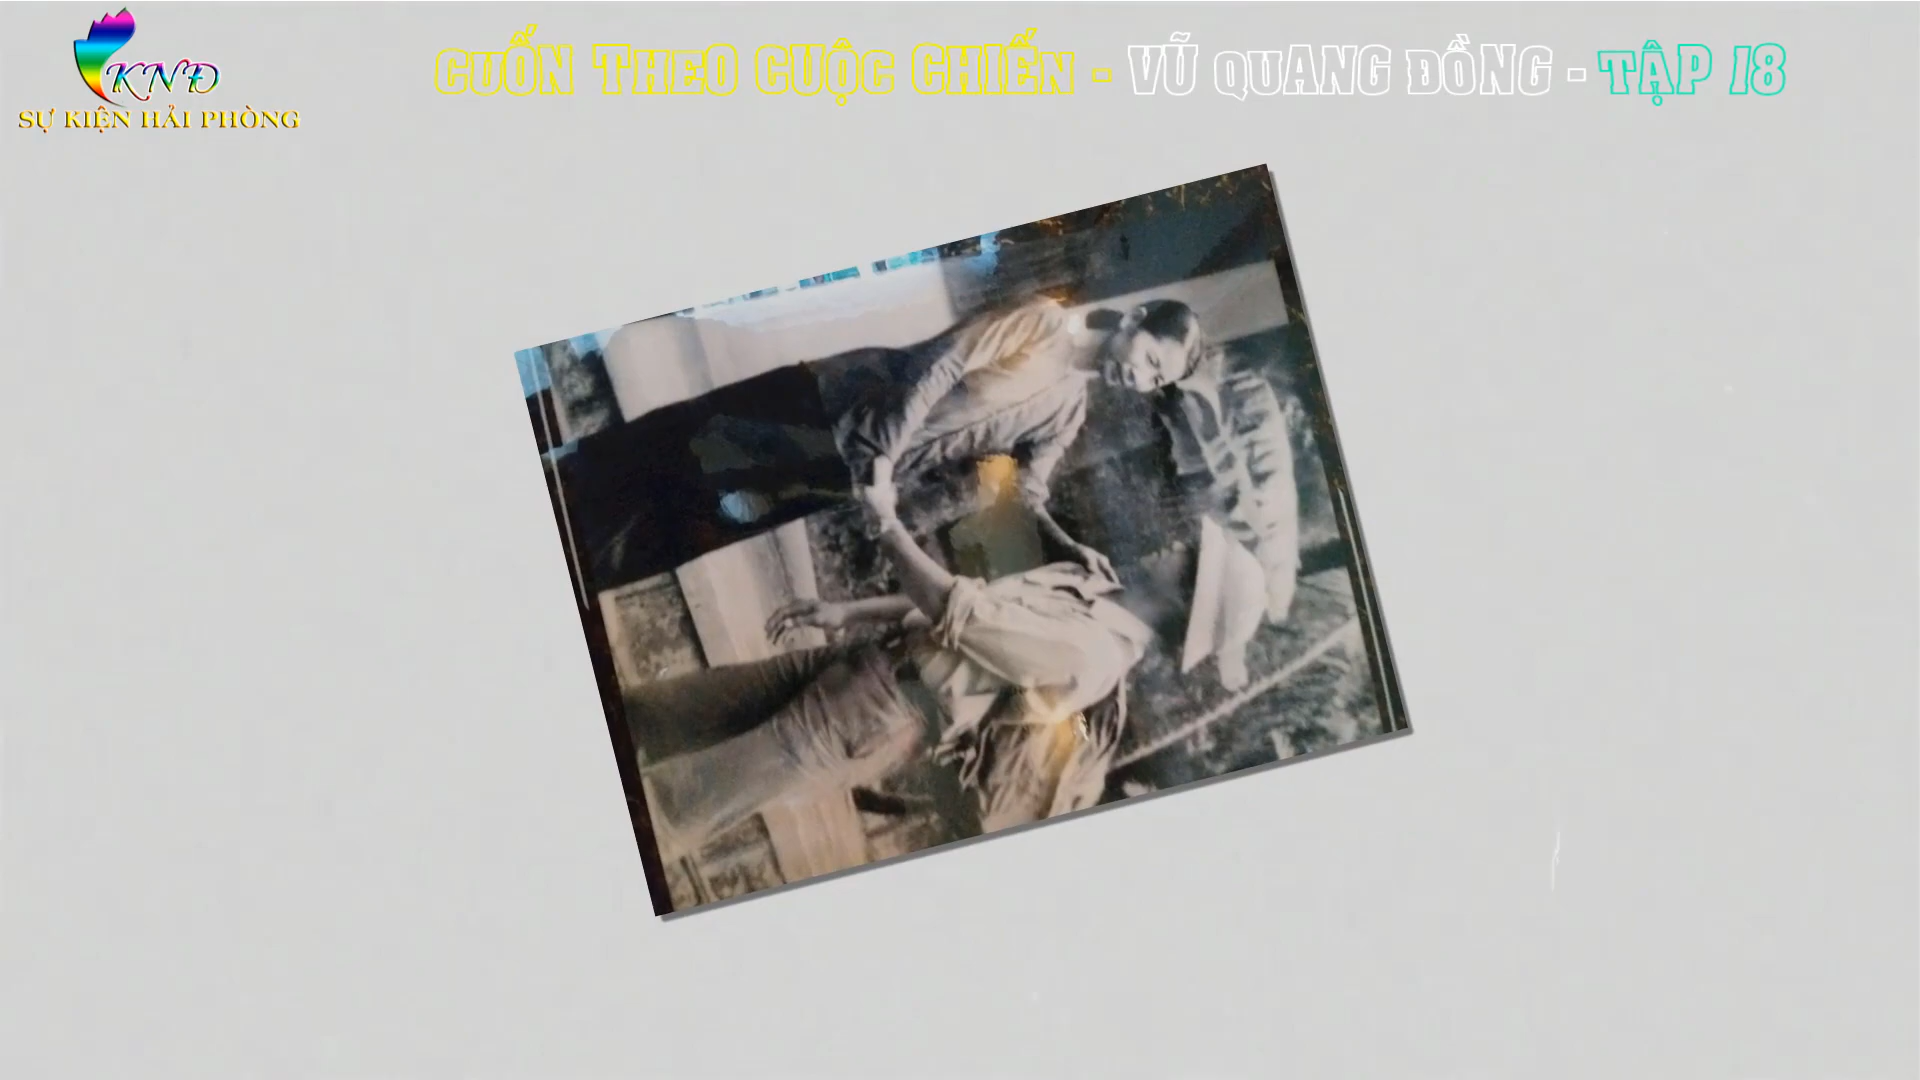 KNĐ
SỰ KIỆN HẢI PHÒNG
CUỐN THEO CUỘC CHIẾN - VŨ QUANG ĐỒNG - TẬP 18